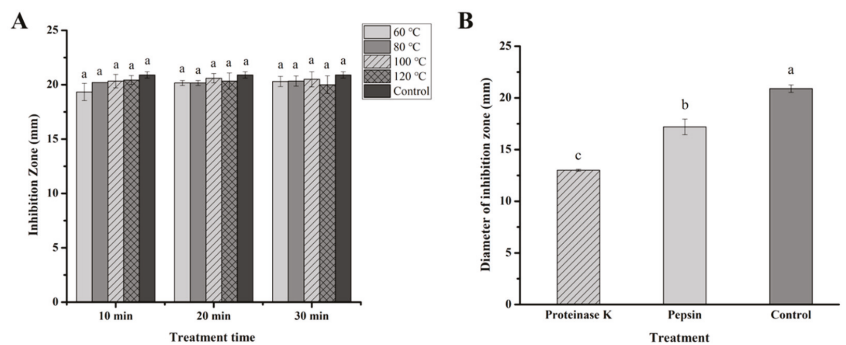 A
60 ℃
80 ℃
100 ℃
120 ℃
Control
30
25
20
15
10
5
0
Inhibition Zone (mm)
a a a a a a a a a a a a a a a
10 min 20 min 30 min
Treatment time
B
25
20
15
10
5
0
Diameter of inhibition zone (mm)
c
b
a
Proteinase K Pepsin Control
Treatment